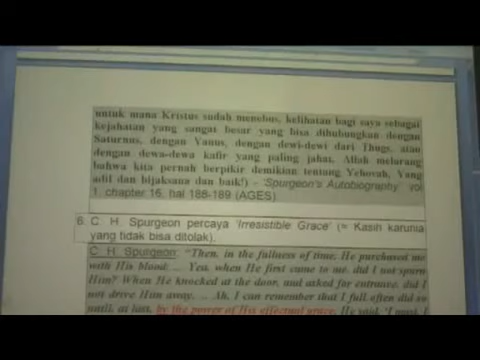 untuk mana Kristus sudah menebus, kelihatan bagi saya sebagai
kejahatan yang sangat besar yang bisa dihubungkan dengan
Saturnus, dengan Yanus, dengan dewi-dewi dari Thugs, atau
dengan dewa-dewa kafir yang paling jahat. Allah melarang
bahwa kita pernah berpikir demikian tentang Yehovah, Yang
adil dan bijaksana dan baik!) - 'Spurgeon's Autobiography', vol
1, chapter 16, hal 188-189 (AGES)
6. C. H. Spurgeon percaya 'Irresistible Grace' (= Kasih karunia
yang tidak bisa ditolak).
C. H. Spurgeon: "Then, in the fullness of time, He purchased me
with His blood; ... Yea, when He first came to me, did I not spurn
Him? When He knocked at the door, and asked for entrance, did I
not drive Him away, ... Ah, I can remember that I full often did so
until, at last, by the power of His effectual grace, He said, 'I must, I